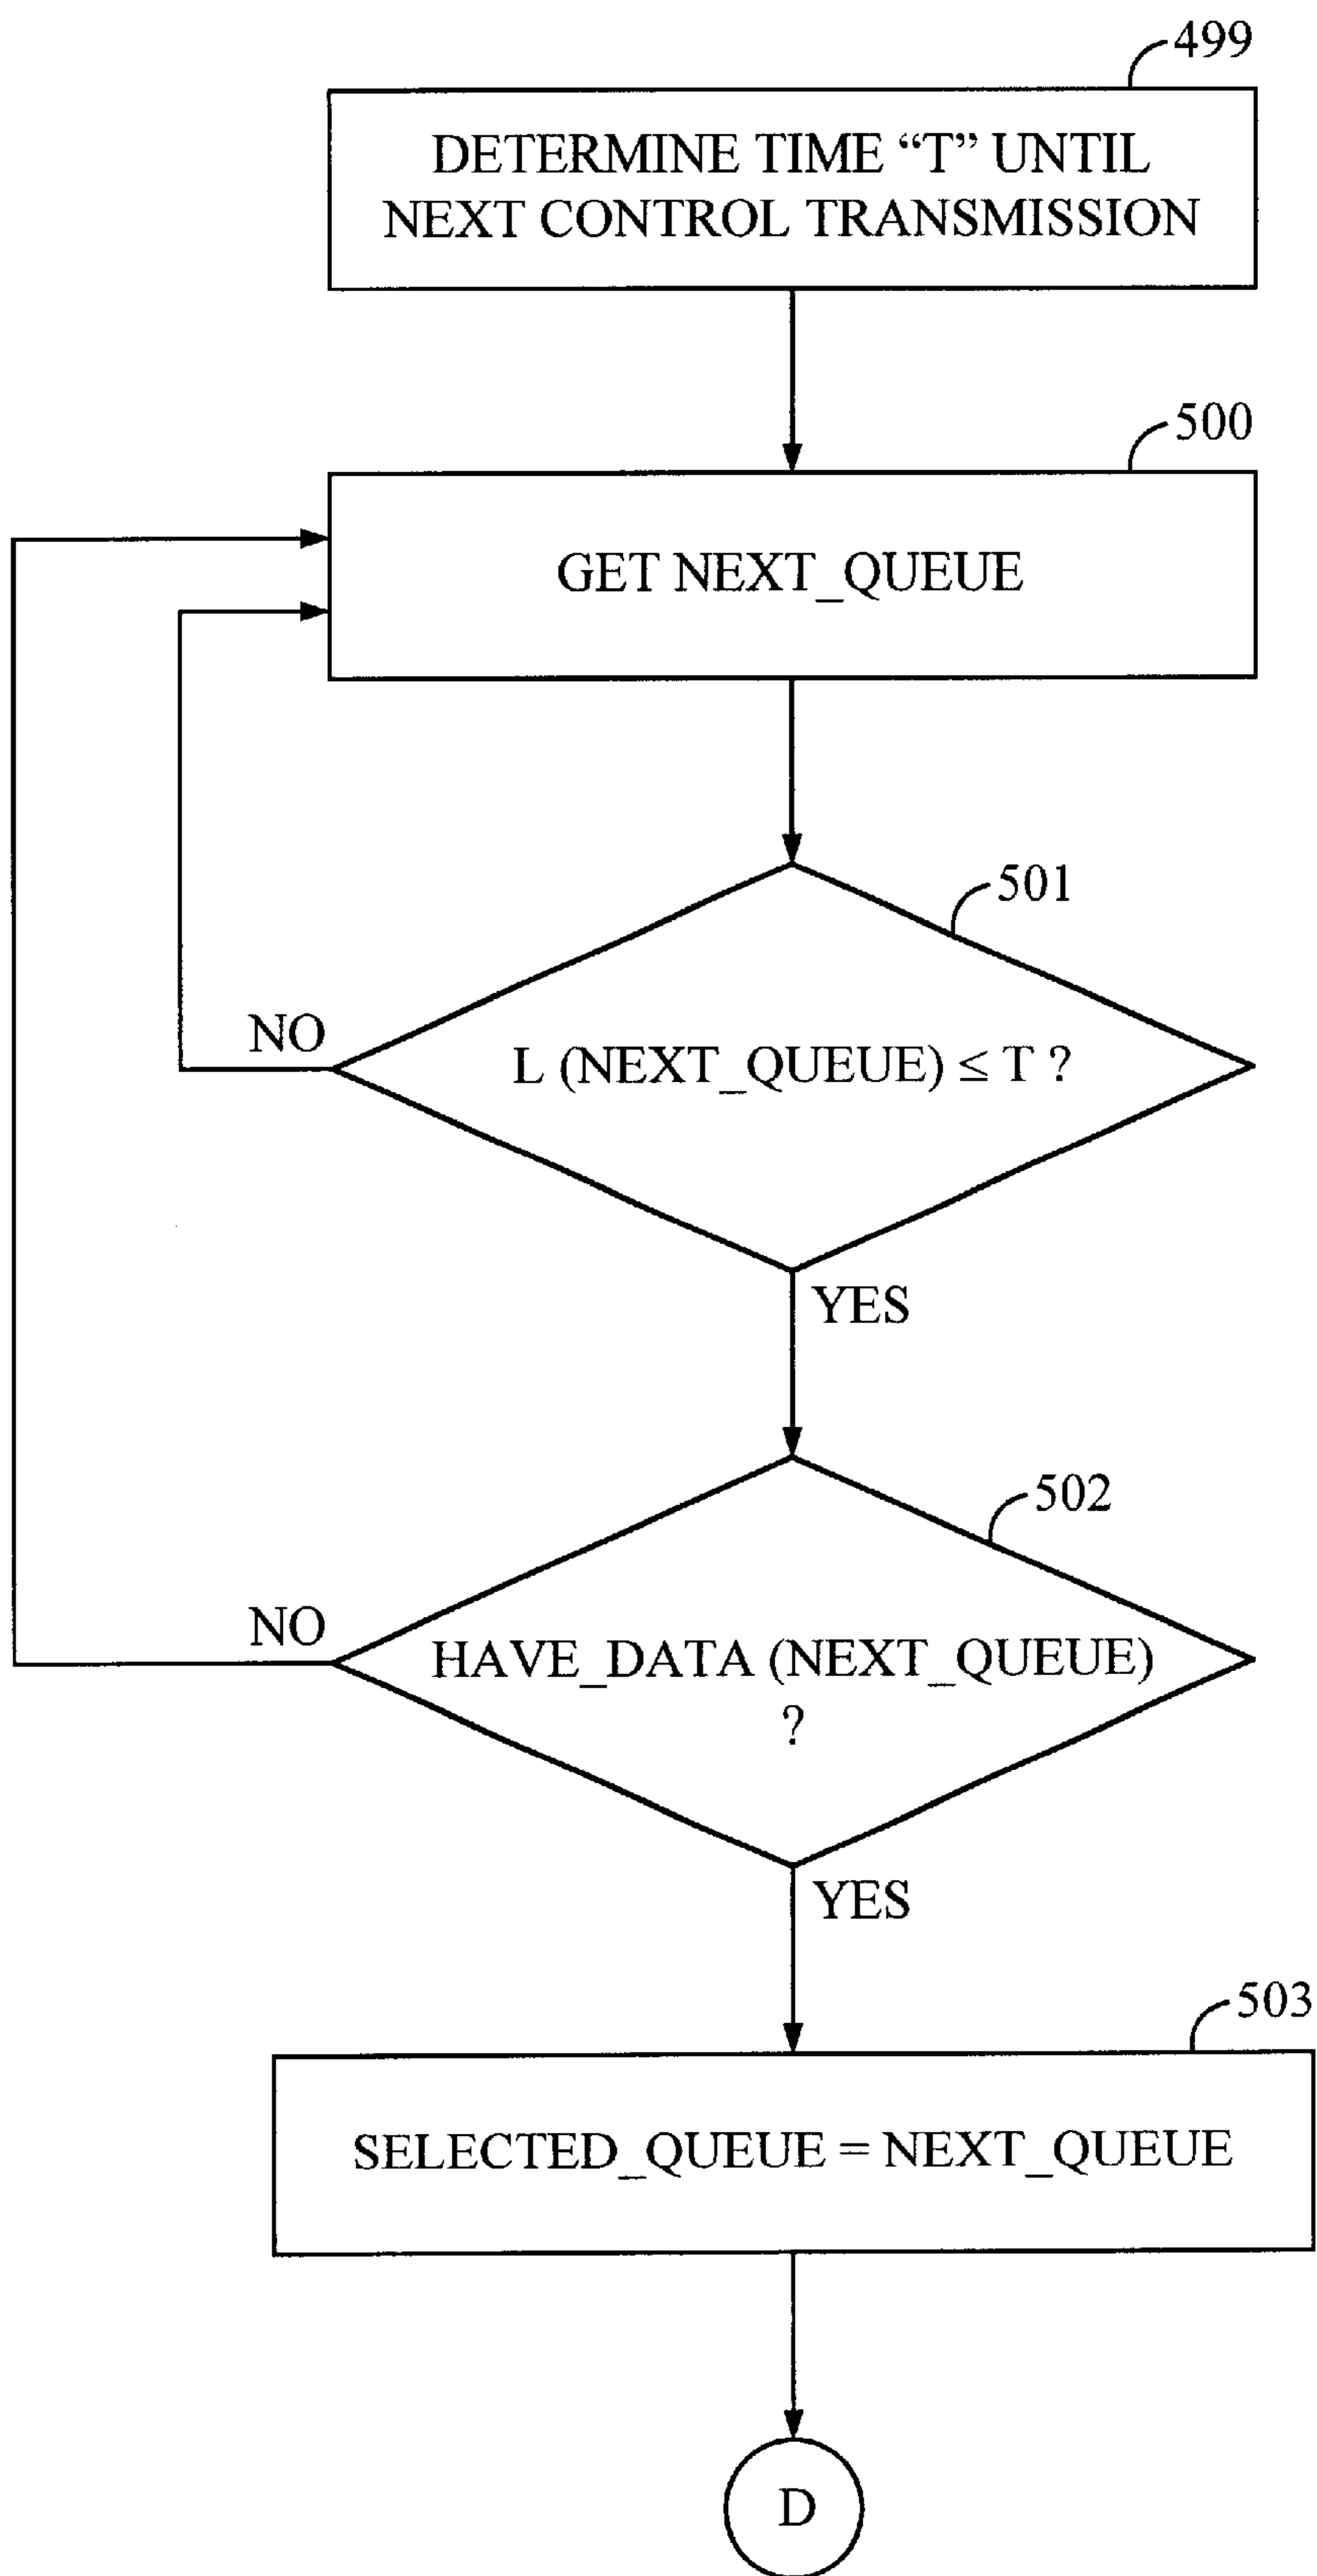 499
DETERMINE TIME “T” UNTIL
NEXT CONTROL TRANSMISSION
500
GET NEXT_QUEUE
501
NO
L (NEXT_QUEUE) ≤ T ?
YES
502
NO
HAVE_DATA (NEXT_QUEUE)
?
YES
503
SELECTED_QUEUE = NEXT_QUEUE
D